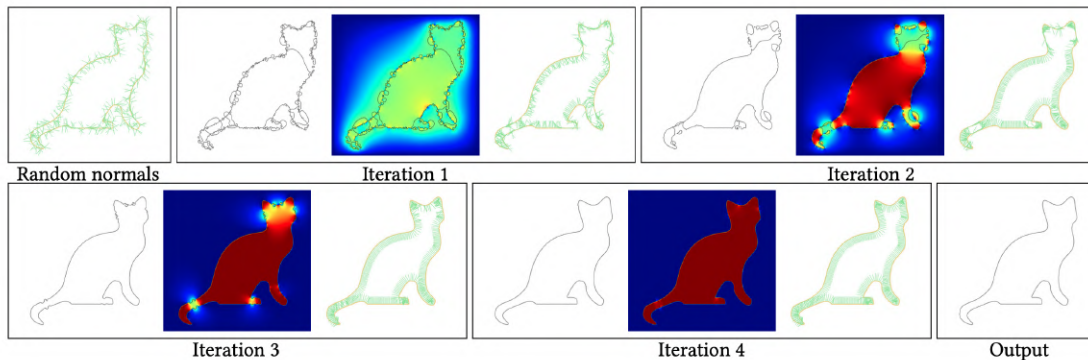 Random normals
Iteration 1
Iteration 2
Iteration 3
Iteration 4
Output